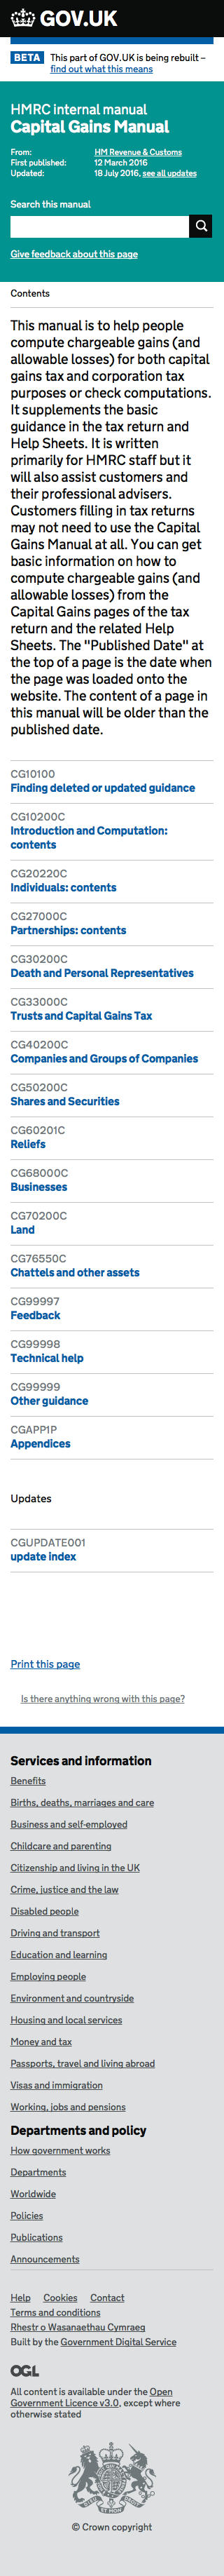 GOV.UK
BETA This part of GOV.UK is being rebuilt –
find out what this means
HMRC internal manual
Capital Gains Manual
From: HM Revenue & Customs
First published: 12 March 2016
Updated: 18 July 2016, see all updates
Search this manual
Give feedback about this page
Contents
This manual is to help people
compute chargeable gains (and
allowable losses) for both capital
gains tax and corporation tax
purposes or check computations.
It supplements the basic
guidance in the tax return and
Help Sheets. It is written
primarily for HMRC staff but it
will also assist customers and
their professional advisers.
Customers filling in tax returns
may not need to use the Capital
Gains Manual at all. You can get
basic information on how to
compute chargeable gains (and
allowable losses) from the
Capital Gains pages of the tax
return and the related Help
Sheets. The "Published Date" at
the top of a page is the date when
the page was loaded onto the
website. The content of a page in
this manual will be older than the
published date.
CG10100
Finding deleted or updated guidance
CG10200C
Introduction and Computation:
contents
CG20220C
Individuals: contents
CG27000C
Partnerships: contents
CG30200C
Death and Personal Representatives
CG33000C
Trusts and Capital Gains Tax
CG40200C
Companies and Groups of Companies
CG50200C
Shares and Securities
CG60201C
Reliefs
CG68000C
Businesses
CG70200C
Land
CG76550C
Chattels and other assets
CG99997
Feedback
CG99998
Technical help
CG99999
Other guidance
CGAPP1P
Appendices
Updates
CGUPDATE001
update index
Print this page
Is there anything wrong with this page?
Services and information
Benefits
Births, deaths, marriages and care
Business and self-employed
Childcare and parenting
Citizenship and living in the UK
Crime, justice and the law
Disabled people
Driving and transport
Education and learning
Employing people
Environment and countryside
Housing and local services
Money and tax
Passports, travel and living abroad
Visas and immigration
Working, jobs and pensions
Departments and policy
How government works
Departments
Worldwide
Policies
Publications
Announcements
Help Cookies Contact
Terms and conditions
Rhestr o Wasanaethau Cymraeg
Built by the Government Digital Service
OGL
All content is available under the Open
Government Licence v3.0, except where
otherwise stated
© Crown copyright